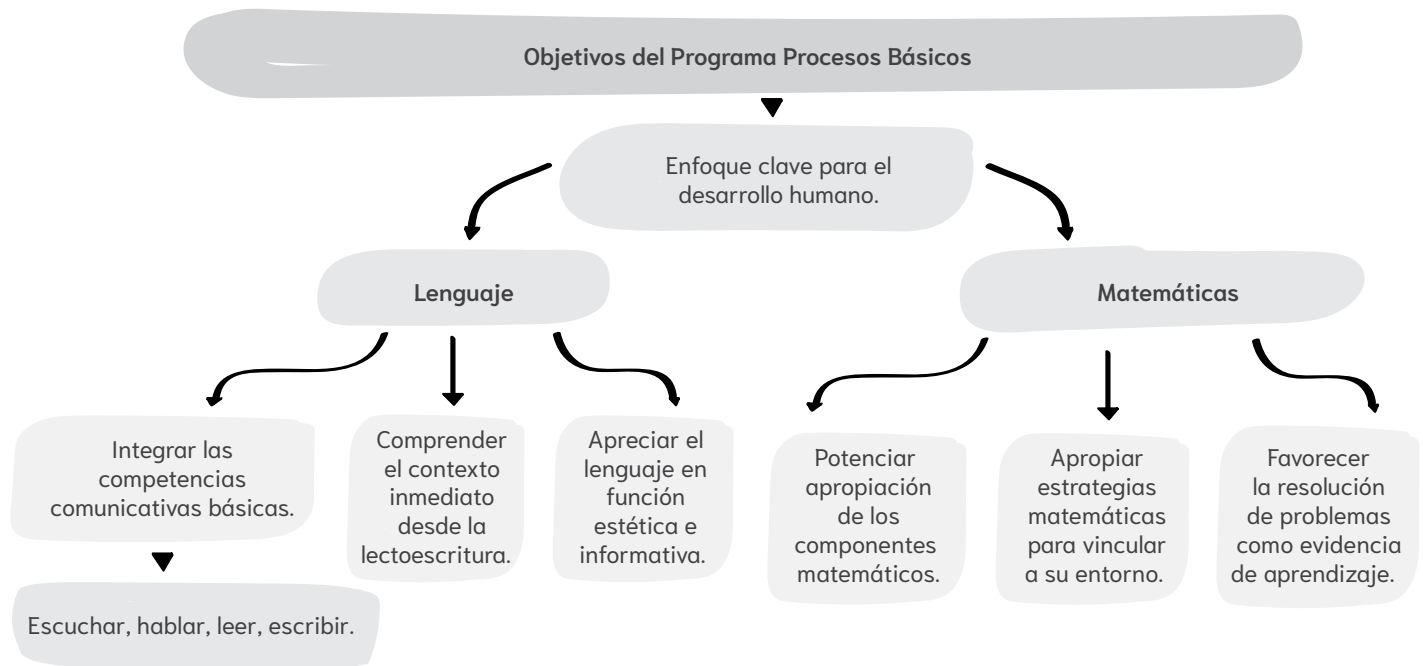 Objetivos del Programa Procesos Básicos
Enfoque clave para el
desarrollo humano.
Lenguaje
Matemáticas
Integrar las
competencias
comunicativas básicas.
Escuchar, hablar, leer, escribir.
Comprender
el contexto
inmediato
desde la
lectoescritura.
Apreciar el
lenguaje en
función
estética e
informativa.
Potenciar
apropiación
de los
componentes
matemáticos.
Apropiar
estrategias
matemáticas
para vincular
a su entorno.
Favorecer
la resolución
de problemas
como evidencia
de aprendizaje.